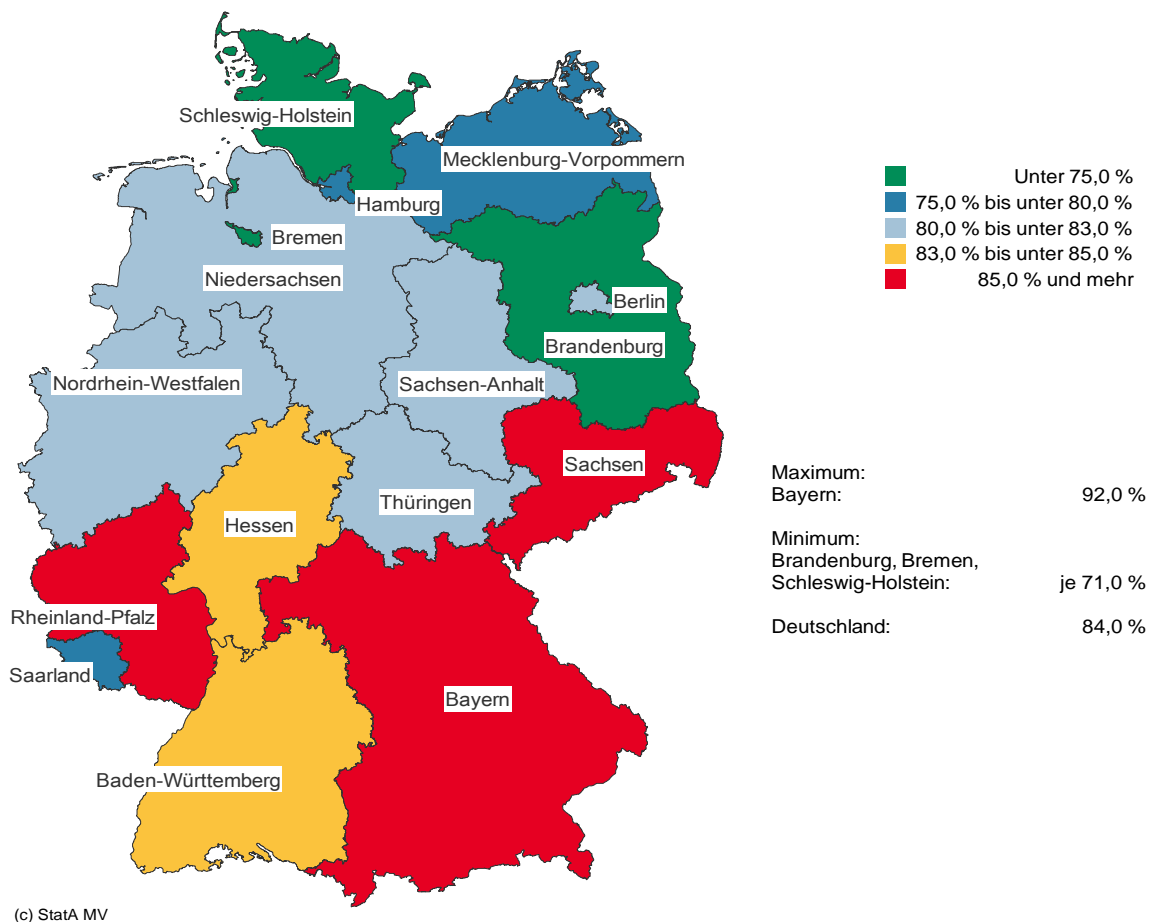 Schleswig-Holstein
Mecklenburg-Vorpommern
Hamburg
Bremen
Niedersachsen
Berlin
Brandenburg
Nordrhein-Westfalen
Sachsen-Anhalt
Sachsen
Thüringen
Hessen
Rheinland-Pfalz
Saarland
Bayern
Baden-Württemberg
Unter 75,0 %
75,0 % bis unter 80,0 %
80,0 % bis unter 83,0 %
83,0 % bis unter 85,0 %
85,0 % und mehr
Maximum:
Bayern: 92,0 %
Minimum:
Brandenburg, Bremen,
Schleswig-Holstein: je 71,0 %
Deutschland: 84,0 %
(c) StatA MV